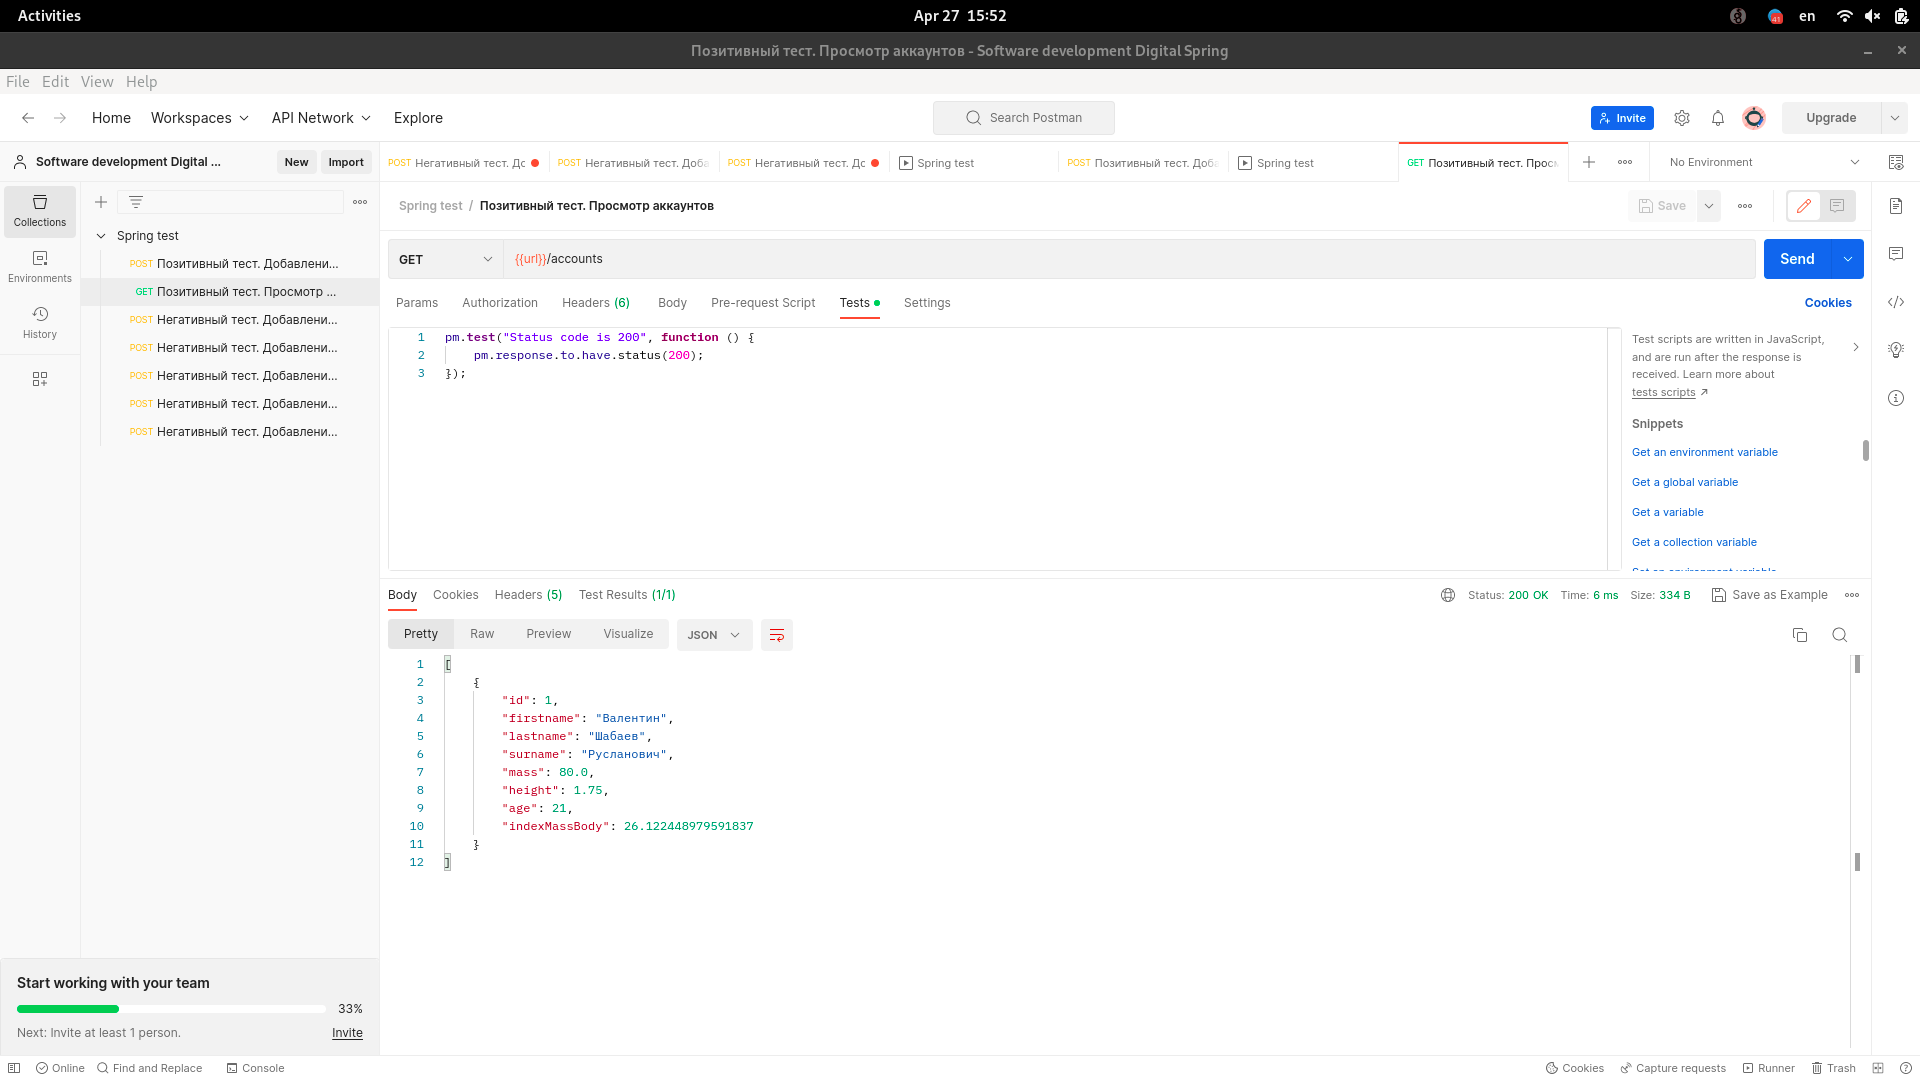 Activities
Apr 27 15:52
41
en
Позитивный тест. Просмотр аккаунтов - Software development Digital Spring
File Edit View Help
Home Workspaces API Network Explore
Search Postman
Invite
Upgrade
Software development Digital ...
New
Import
POST Негативный тест. Дс
POST Негативный тест. Доба
POST Негативный тест. Дс
Spring test
POST Позитивный тест. Доба
Spring test
GET Позитивный тест. Просм
No Environment
Collections
Environments
History
Spring test
POST Позитивный тест. Добавлени...
GET Позитивный тест. Просмотр ...
POST Негативный тест. Добавлени...
POST Негативный тест. Добавлени...
POST Негативный тест. Добавлени...
POST Негативный тест. Добавлени...
POST Негативный тест. Добавлени...
Spring test / Позитивный тест. Просмотр аккаунтов
Save
GET
{{url}}/accounts
Send
Params Authorization Headers (6) Body Pre-request Script Tests Settings
Cookies
1 pm.test("Status code is 200", function () {
2 pm.response.to.have.status(200);
3 });
Test scripts are written in JavaScript,
and are run after the response is
received. Learn more about
tests scripts ↗
Snippets
Get an environment variable
Get a global variable
Get a variable
Get a collection variable
Set an environment variable
Body Cookies Headers (5) Test Results (1/1)
Status: 200 OK Time: 6 ms Size: 334 B
Save as Example
Pretty Raw Preview Visualize
JSON
1 [
2 {
3 "id": 1,
4 "firstname": "Валентин",
5 "lastname": "Шабаев",
6 "surname": "Русланович",
7 "mass": 80.0,
8 "height": 1.75,
9 "age": 21,
10 "indexMassBody": 26.122448979591837
11 }
12 ]
Start working with your team
33%
Next: Invite at least 1 person.
Invite
Online
Find and Replace
Console
Cookies
Capture requests
Runner
Trash